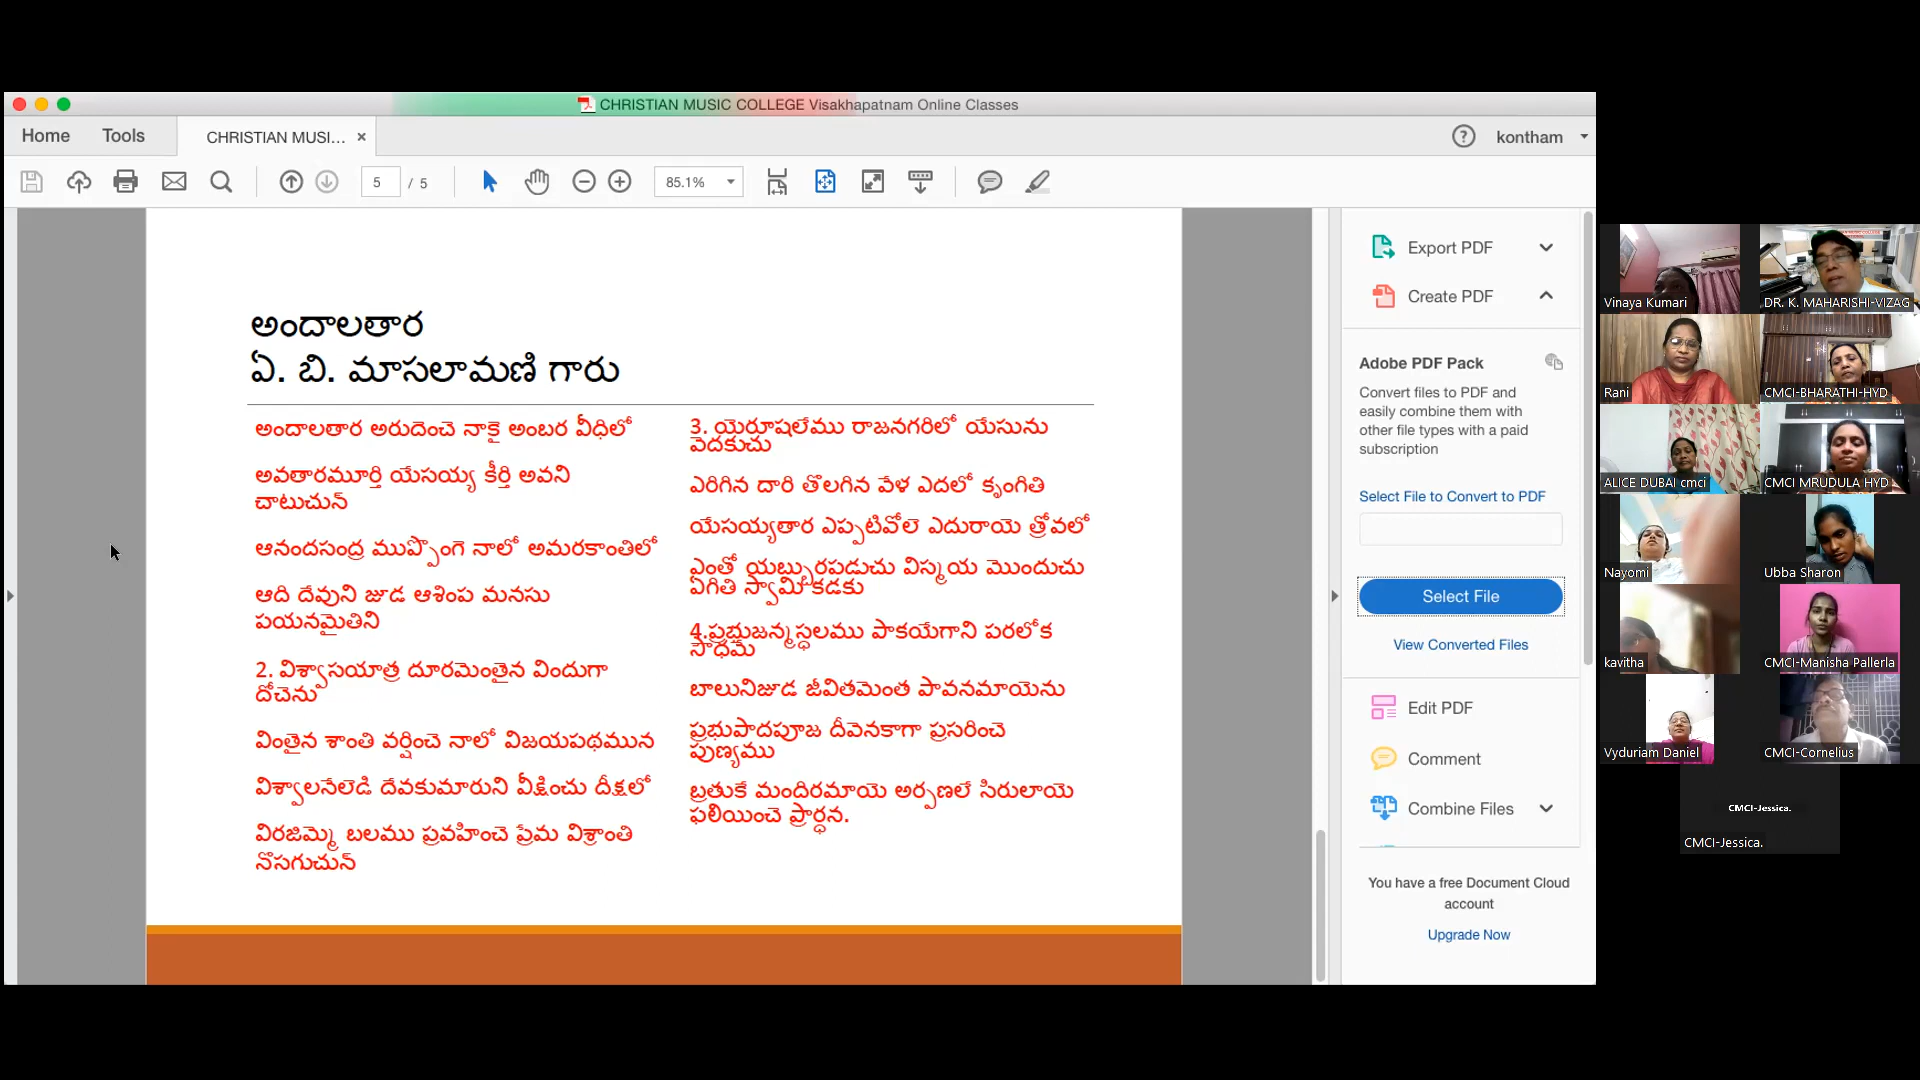 CHRISTIAN MUSIC COLLEGE Visakhapatnam Online Classes
Home
Tools
CHRISTIAN MUSI...
kontham
5 / 5
85.1%
అందాలతార
ఏ. బి. మాసలామణి గారు
అందాలతార అరుదెంచె నాకై అంబర వీధిలో
అవతారమూర్తి యేసయ్య కీర్తి అవని
చాటుచున్
ఆనందసంద్ర ముప్పొంగె నాలో అమరకాంతిలో
ఆది దేవుని జూడ ఆశింప మనసు
పయనమైతిని
2. విశ్వాసయాత్ర దూరమెంతైన విందుగా
దోచెను
వింతైన శాంతి వర్షించె నాలో విజయపథమున
విశ్వాలనేలెడి దేవకుమారుని వీక్షించు దీక్షలో
విరజిమ్మె బలము ప్రవహించె ప్రేమ విశ్రాంతి
నొసగుచున్
3. యెరూషలేము రాజనగరిలో యేసును
వెదకుచు
ఎరిగిన దారి తొలగిన వేళ ఎదలో కృంగితి
యేసయ్యతార ఎప్పటివోలె ఎదురాయె త్రోవలో
ఎంతో యబ్బురపడుచు విస్మయ మొందుచు
ఏగితి స్వామి కడకు
4.ప్రభుజన్మస్థలము పాకయేగాని పరలోక
సౌధమే
బాలునిజూడ జీవితమెంత పావనమాయెను
ప్రభుపాదపూజ దీవెనకాగా ప్రసరించె
పుణ్యము
బ్రతుకే మందిరమాయె అర్పణలే సిరులాయె
ఫలియించె ప్రార్ధన.
Export PDF
Create PDF
Adobe PDF Pack
Convert files to PDF and
easily combine them with
other file types with a paid
subscription
Select File to Convert to PDF
Select File
View Converted Files
Edit PDF
Comment
Combine Files
You have a free Document Cloud
account
Upgrade Now
Vinaya Kumari
DR. K. MAHARISHI-VIZAG
Rani
CMCI-BHARATHI-HYD
ALICE DUBAI cmci
CMCI MRUDULA HYD
Nayomi
Ubba Sharon
kavitha
CMCI-Manisha Pallerla
Vyduriam Daniel
CMCI-Cornelius
CMCI-Jessica.
CMCI-Jessica.